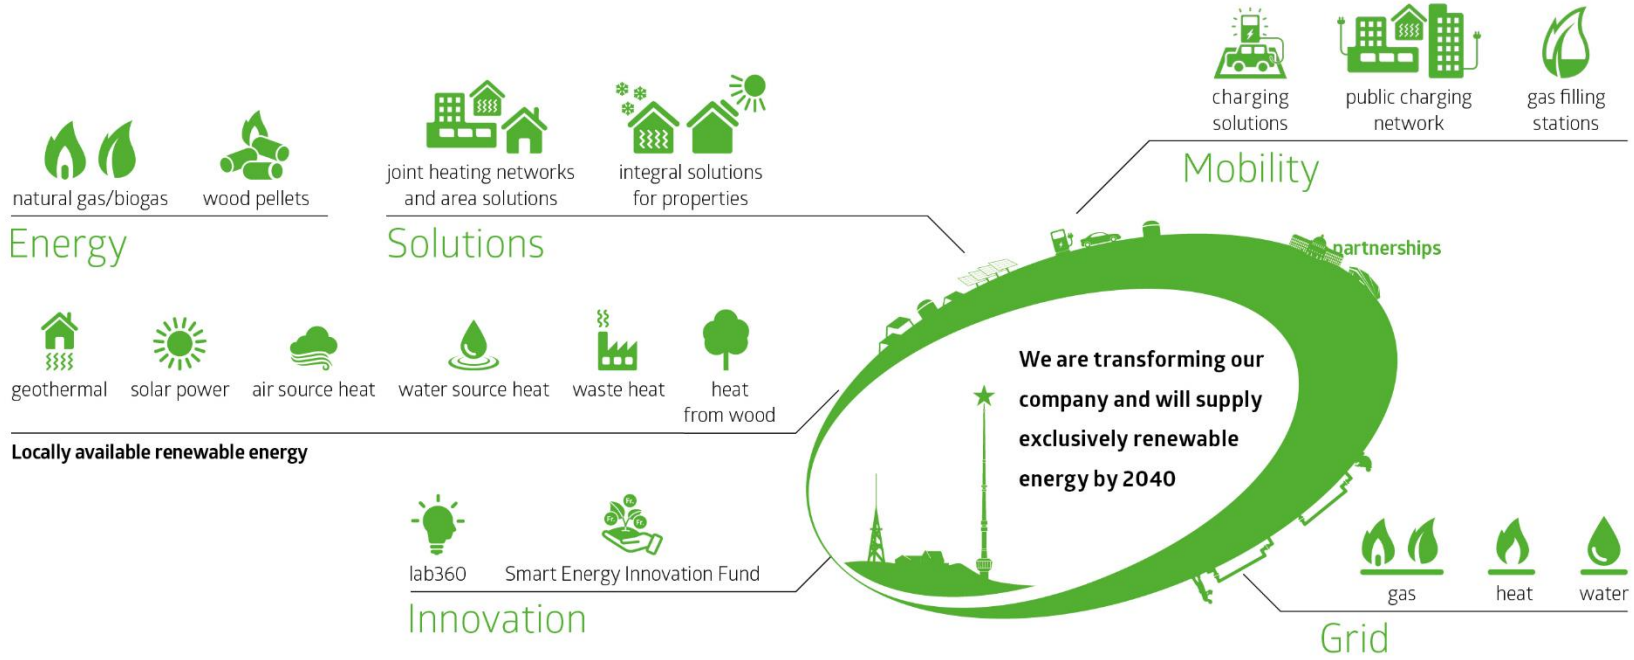 natural gas/biogas
wood pellets
Energy
joint heating networks
and area solutions
integral solutions
for properties
Solutions
charging
solutions
public charging
network
gas filling
stations
Mobility
partnerships
geothermal
solar power
air source heat
water source heat
waste heat
heat
from wood
Locally available renewable energy
We are transforming our
company and will supply
exclusively renewable
energy by 2040
Fr.
Fr.
Fr.
lab360
Smart Energy Innovation Fund
Innovation
gas
heat
water
Grid